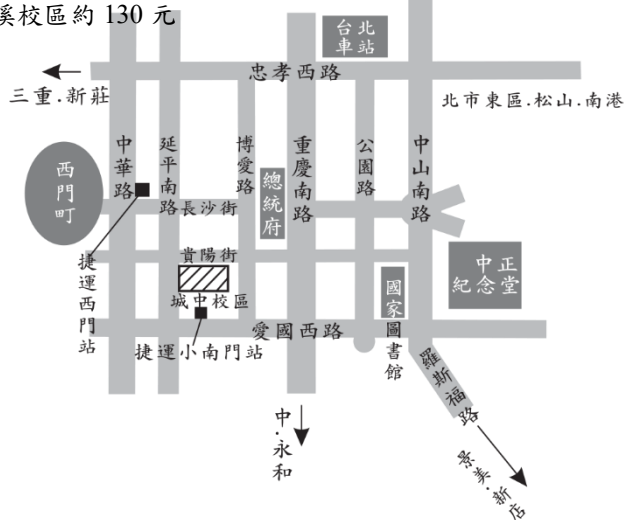 溪校區約 130 元
台北
車站
忠孝西路
三重.新莊
北市東區.松山.南港
中華路
延平南路
博愛路
重慶南路
公園路
中山南路
西門町
總統府
長沙街
貴陽街
中正
紀念堂
捷運西門站
城中校區
國家圖書館
愛國西路
捷運小南門站
羅斯福路
中.永和
景美.新店